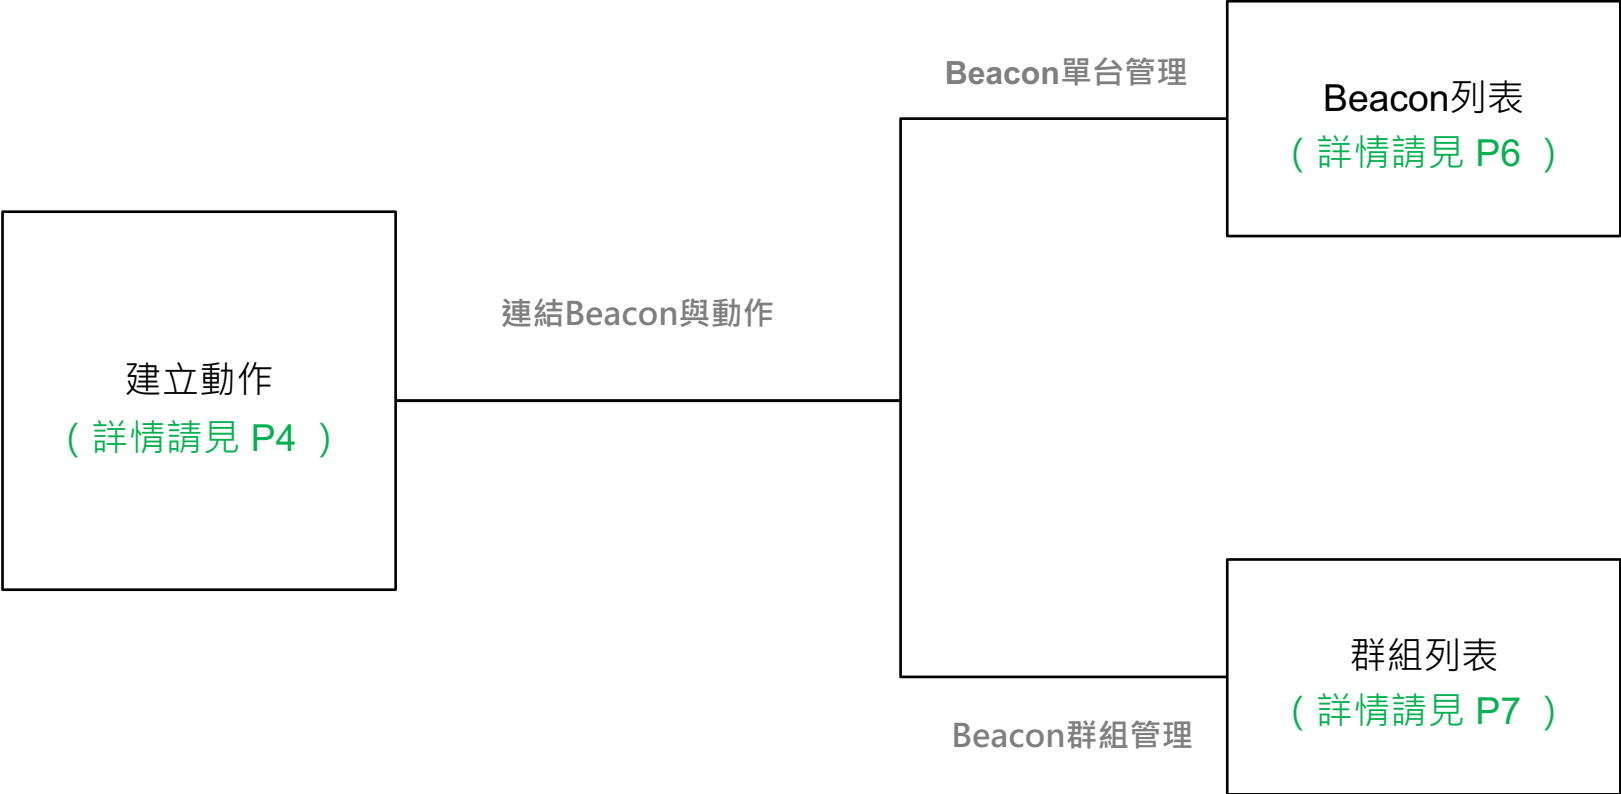 Beacon單台管理
Beacon列表
（詳情請見 P6 ）
連結Beacon與動作
建立動作
（詳情請見 P4 ）
群組列表
（詳情請見 P7 ）
Beacon群組管理